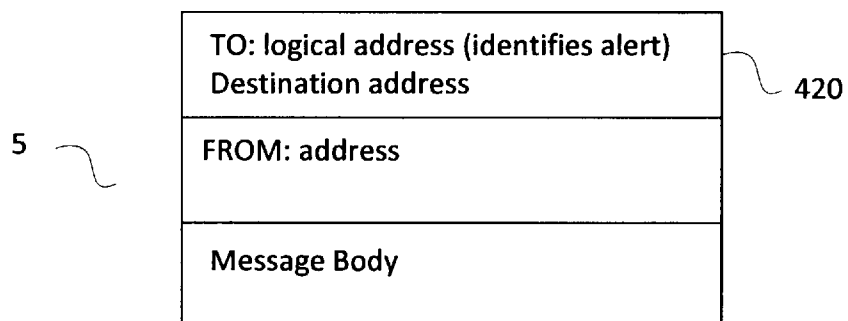 TO: logical address (identifies alert)
Destination address
420
5
FROM: address
Message Body